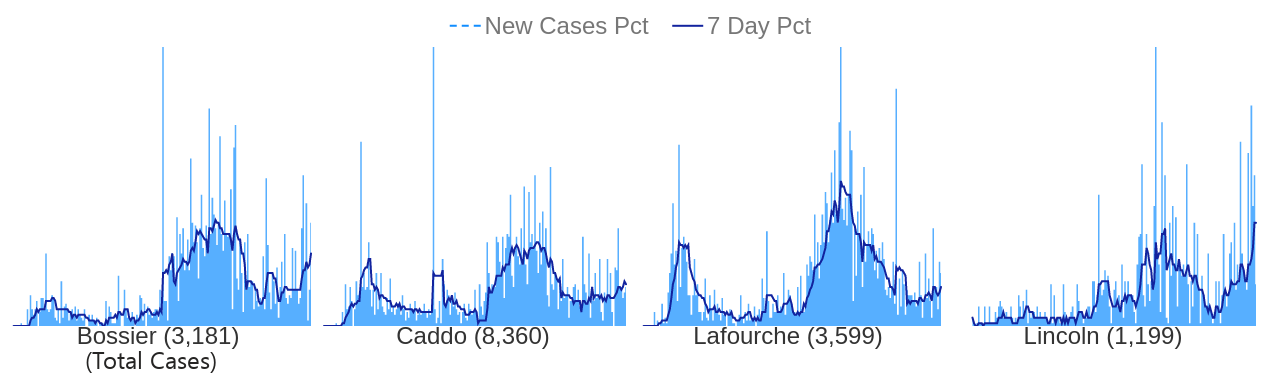 New Cases Pct 7 Day Pct
Bossier (3,181) Caddo (8,360) Lafourche (3,599) Lincoln (1,199)
(Total Cases)